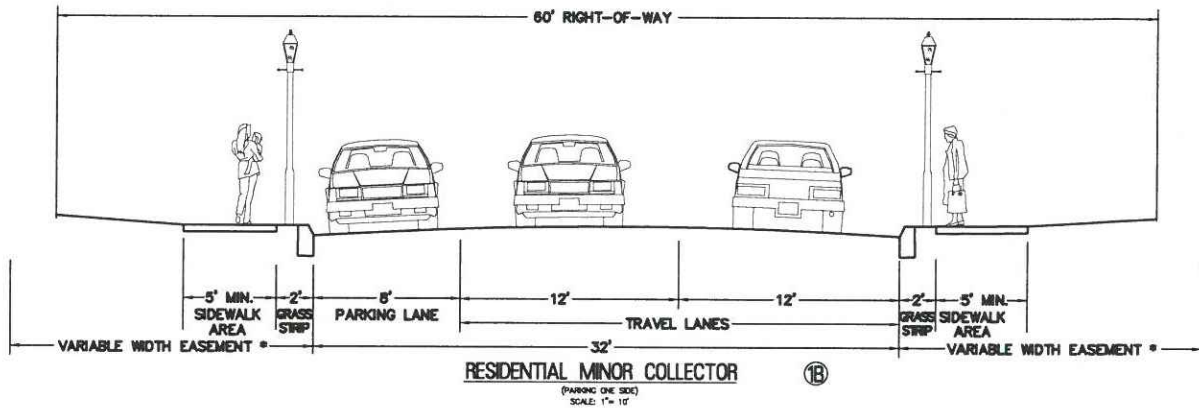 60' RIGHT-OF-WAY
5' MIN. 2' 8' 12' 12' 2' 5' MIN.
SIDEWALK AREA
GRASS STRIP
PARKING LANE
TRAVEL LANES
GRASS STRIP
SIDEWALK AREA
VARIABLE WIDTH EASEMENT * 32' VARIABLE WIDTH EASEMENT *
RESIDENTIAL MINOR COLLECTOR 1B
(PARKING ONE SIDE)
SCALE: 1"= 10'